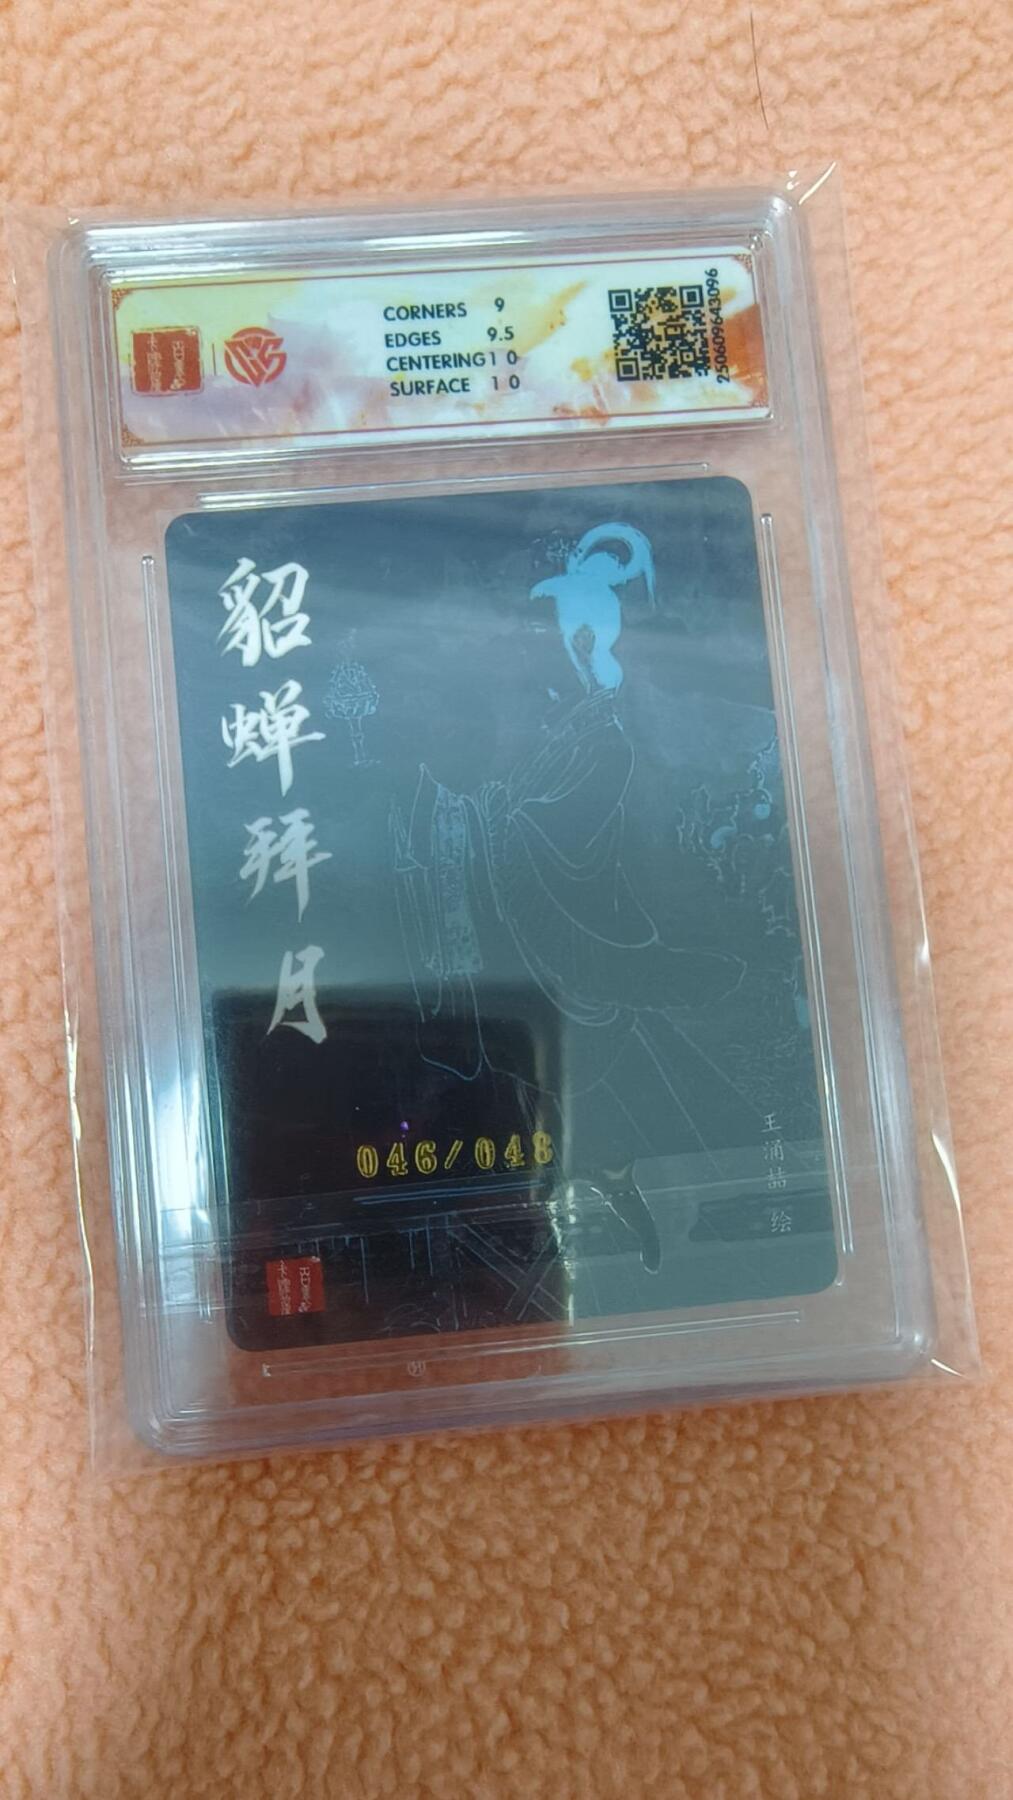 CORNERS 9
EDGES 9.5
CENTERING 10
SURFACE 10
250609643096
貂蝉拜月
046/048
王涌喆 绘